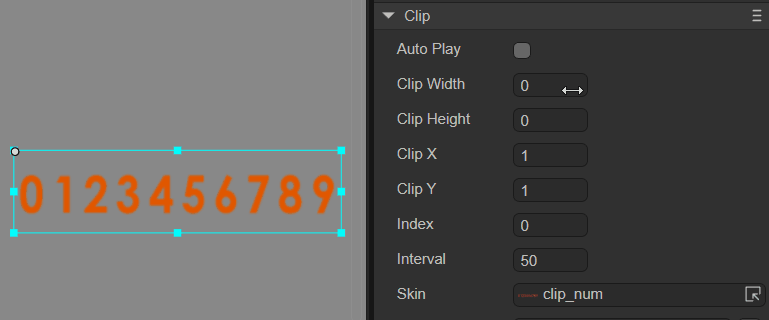 0123456789
Clip
Auto Play
Clip Width 0
Clip Height 0
Clip X 1
Clip Y 1
Index 0
Interval 50
Skin clip_num